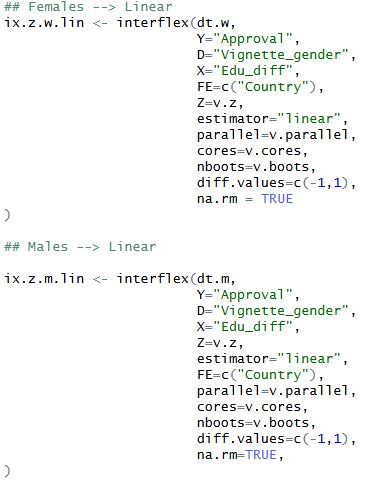 ## Females --> Linear
ix.z.w.lin <- interflex(dt.w,
Y="Approval",
D="Vignette_gender",
X="Edu_diff",
FE=c("Country"),
Z=v.z,
estimator="linear",
parallel=v.parallel,
cores=v.cores,
nboots=v.boots,
diff.values=c(-1,1),
na.rm = TRUE
)
## Males --> Linear
ix.z.m.lin <- interflex(dt.m,
Y="Approval",
D="Vignette_gender",
X="Edu_diff",
Z=v.z,
estimator="linear",
FE=c("Country"),
parallel=v.parallel,
cores=v.cores,
nboots=v.boots,
diff.values=c(-1,1),
na.rm=TRUE,
)